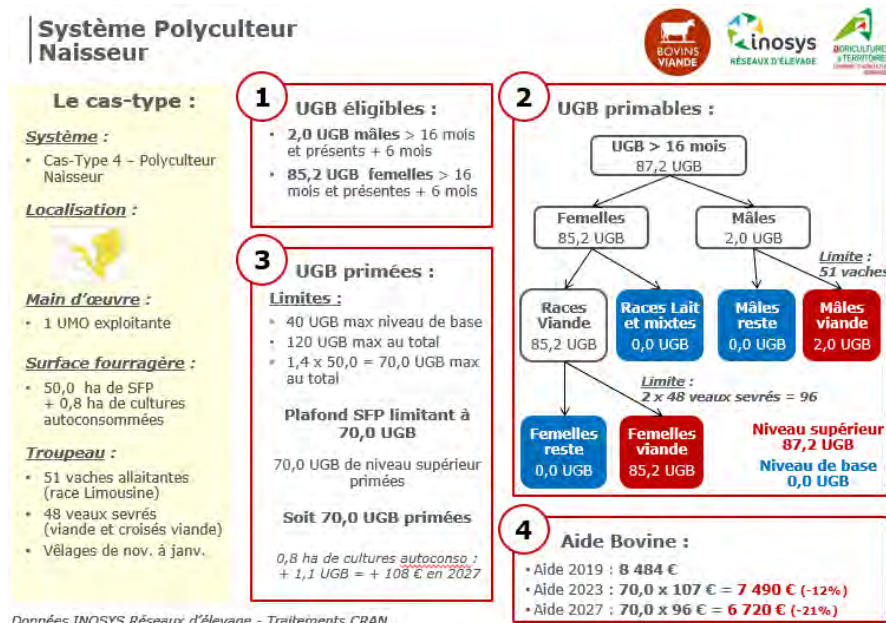 Système Polyculteur
Naisseur
BOVINS
VIANDE
inosys
RÉSEAUX D'ÉLEVAGE
AGRICULTURES
& TERRITOIRES
Le cas-type :
Système :
• Cas-Type 4 – Polyculteur
Naisseur
Localisation :
Main d'œuvre :
• 1 UMO exploitante
Surface fourragère :
• 50,0 ha de SFP
+ 0,8 ha de cultures
autoconsommées
Troupeau :
• 51 vaches allaitantes
(race Limousine)
• 48 veaux sevrés
(viande et croisés viande)
• Vêlages de nov. à janv.
1
UGB éligibles :
• 2,0 UGB mâles > 16 mois
et présents + 6 mois
• 85,2 UGB femelles > 16
mois et présentes + 6 mois
2
UGB primables :
UGB > 16 mois
87,2 UGB
Femelles
85,2 UGB
Mâles
2,0 UGB
Limite :
51 vaches
Races
Viande
85,2 UGB
Races Lait
et mixtes
0,0 UGB
Mâles
reste
0,0 UGB
Mâles
viande
2,0 UGB
Limite :
2 x 48 veaux sevrés = 96
Femelles
reste
0,0 UGB
Femelles
viande
85,2 UGB
Niveau supérieur
87,2 UGB
Niveau de base
0,0 UGB
3
UGB primées :
Limites :
• 40 UGB max niveau de base
• 120 UGB max au total
• 1,4 x 50,0 = 70,0 UGB max
au total
Plafond SFP limitant à
70,0 UGB
70,0 UGB de niveau supérieur
primées
Soit 70,0 UGB primées
0,8 ha de cultures autoconso :
+ 1,1 UGB = + 108 € en 2027
4
Aide Bovine :
• Aide 2019 : 8 484 €
• Aide 2023 : 70,0 x 107 € = 7 490 € (-12%)
• Aide 2027 : 70,0 x 96 € = 6 720 € (-21%)
Données INOSYS Réseaux d'élevage - Traitements CRAN